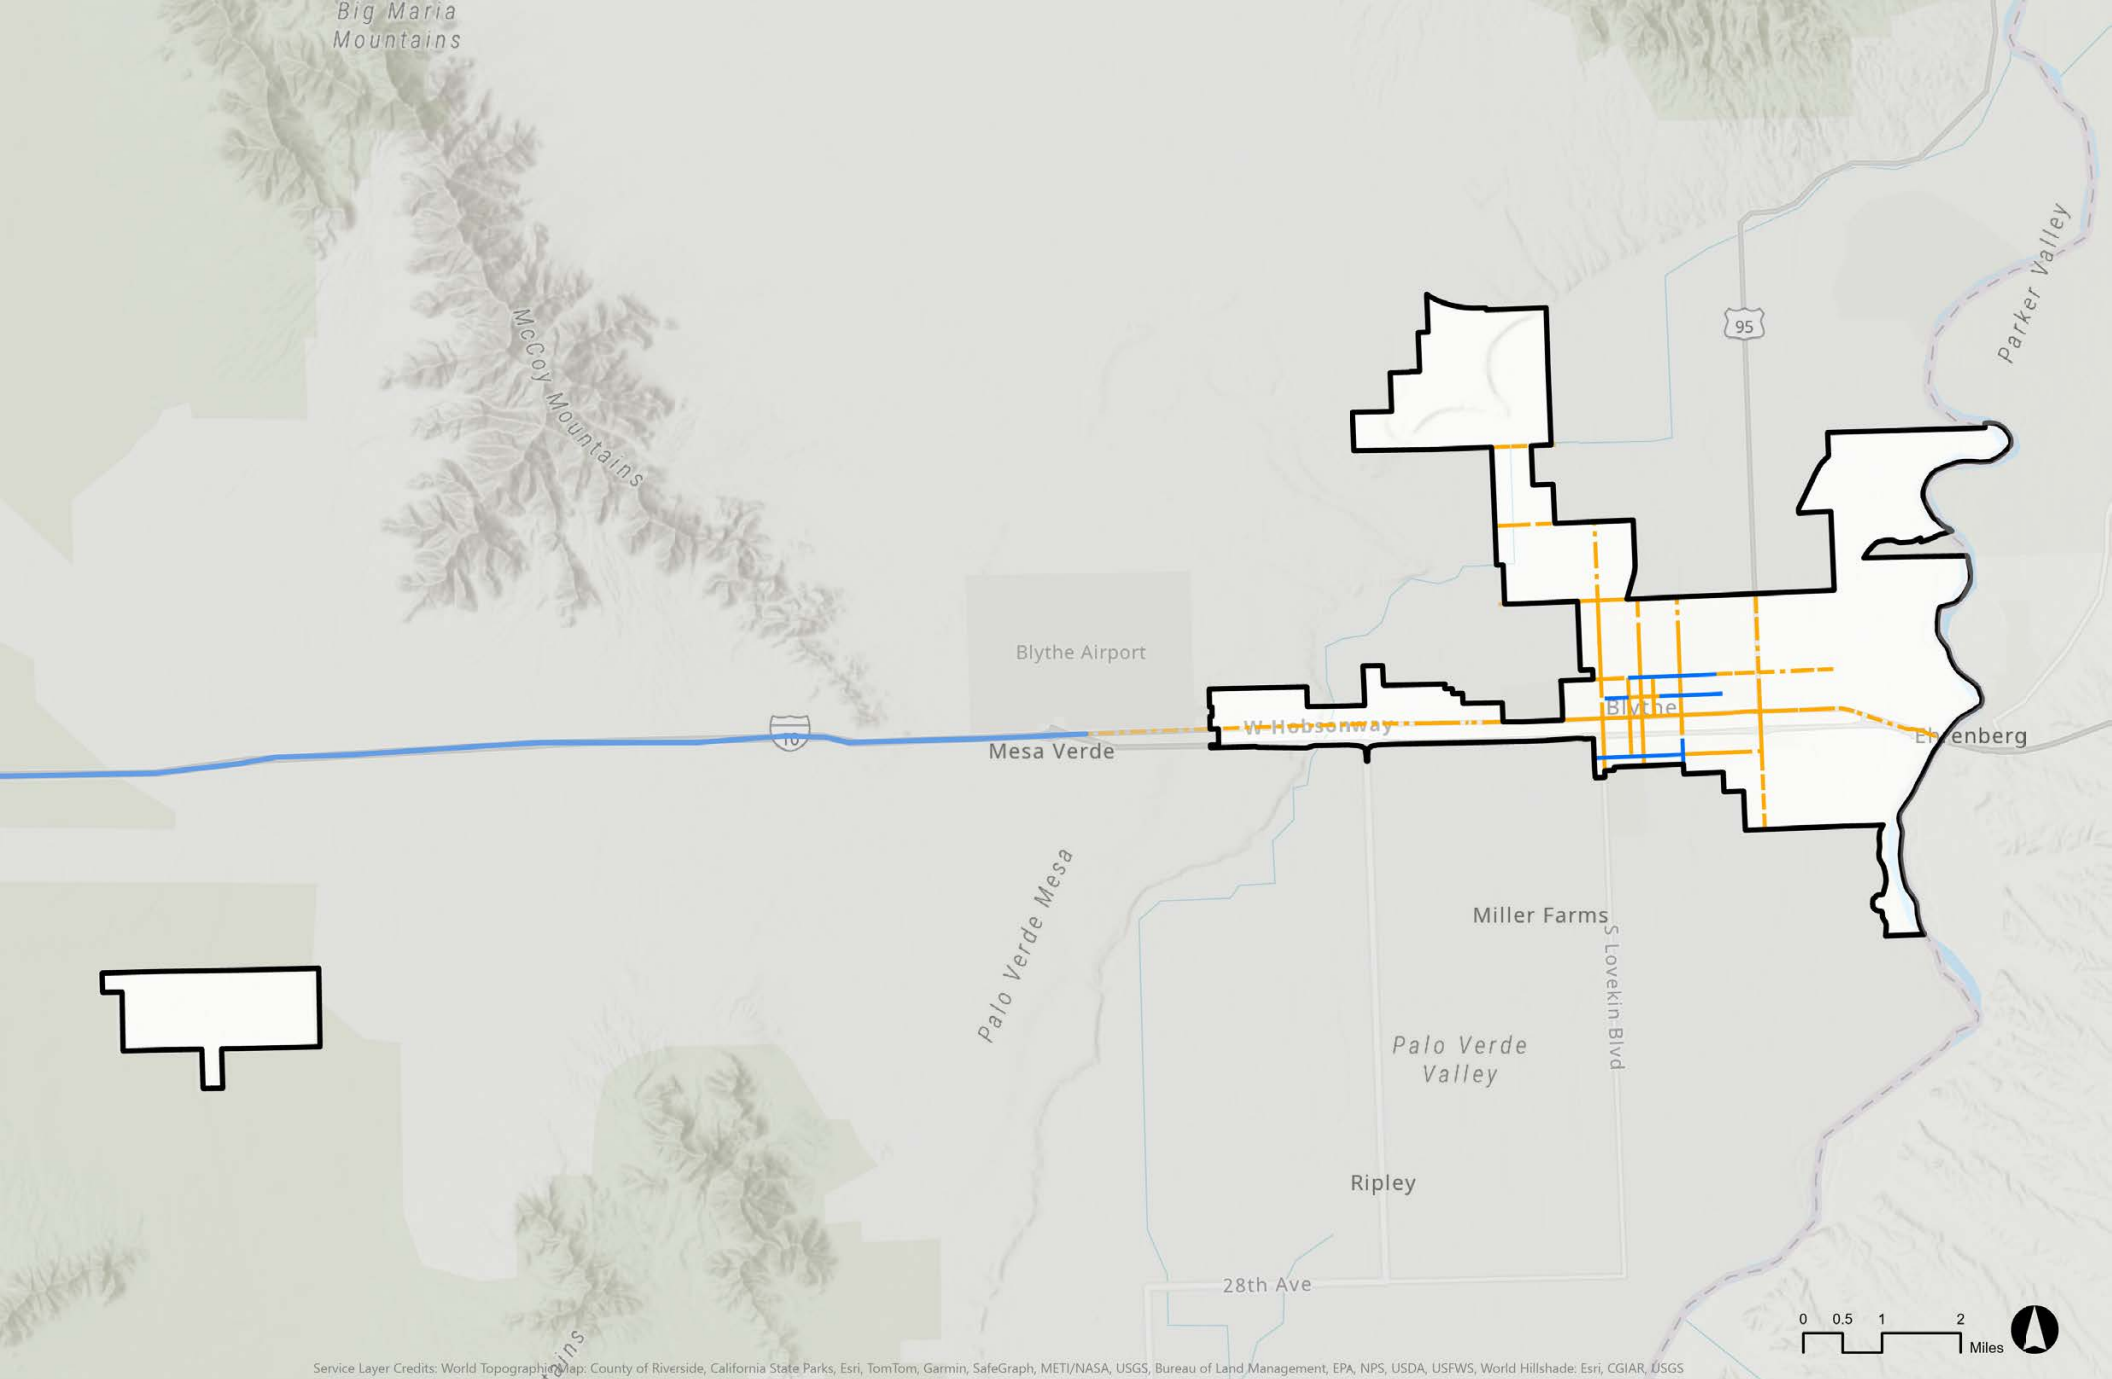 Big Maria
Mountains
McCoy Mountains
Parker Valley
95
Blythe Airport
W Hobsonway
Blythe
10
Mesa Verde
Ehrenberg
Palo Verde Mesa
Miller Farms
S Lovekin Blvd
Palo Verde
Valley
Ripley
28th Ave
0 0.5 1 2
Miles
ains
Service Layer Credits: World Topographic Map: County of Riverside, California State Parks, Esri, TomTom, Garmin, SafeGraph, METI/NASA, USGS, Bureau of Land Management, EPA, NPS, USDA, USFWS, World Hillshade: Esri, CGIAR, USGS